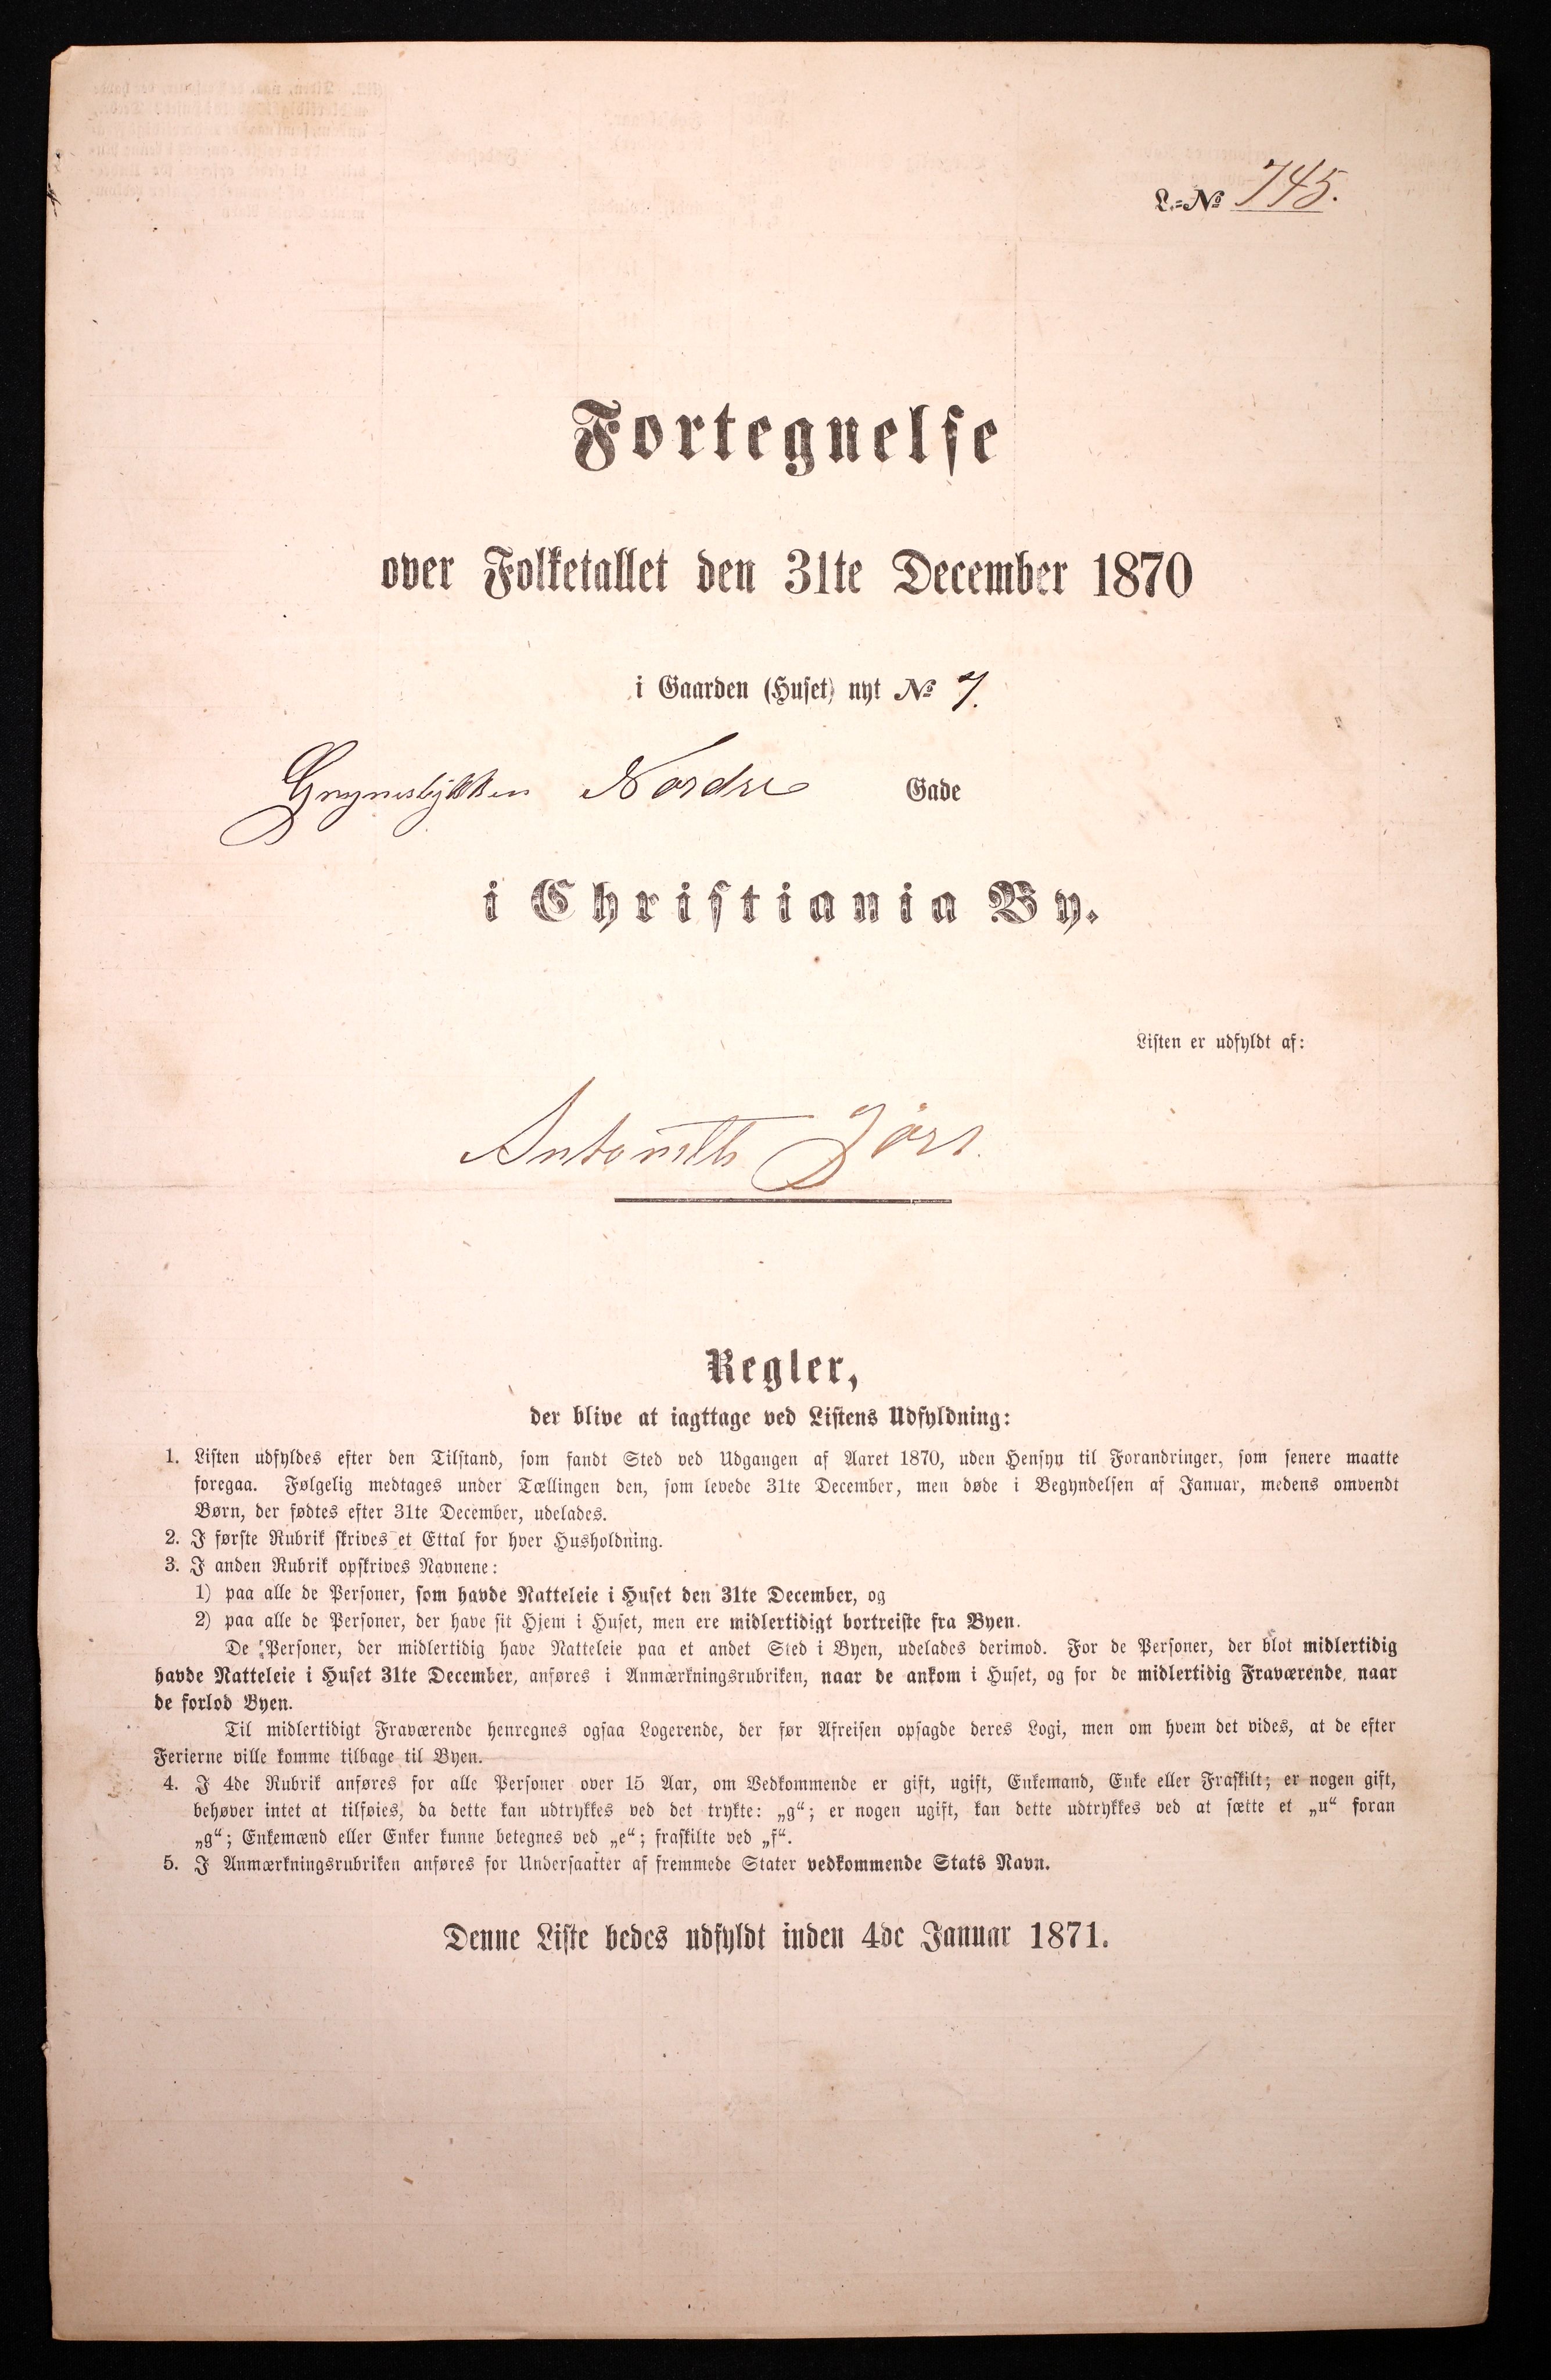 L.=№ 745.
Fortegnelse
over Folketallet den 31te December 1870
i Gaarden (Huset) nyt № 7.
Nordre Gade
i Christiania By.
Listen er udfyldt af:
Regler,
der blive at iagttage ved Listens Udfyldning:
1. Listen udfyldes efter den Tilstand, som fandt Sted ved Udgangen af Aaret 1870, uden Hensyn til Forandringer, som senere maatte
foregaa. Følgelig medtages under Tællingen den, som levede 31te December, men døde i Begyndelsen af Januar, medens omvendt
Børn, der fødtes efter 31te December, udelades.
2. I første Rubrik skrives et Ettal for hver Husholdning.
3. I anden Rubrik opskrives Navnene:
1) paa alle de Personer, som havde Natteleie i Huset den 31te December, og
2) paa alle de Personer, der have sit Hjem i Huset, men ere midlertidigt bortreiste fra Byen.
De Personer, der midlertidig have Natteleie paa et andet Sted i Byen, udelades derimod. For de Personer, der blot midlertidig
havde Natteleie i Huset 31te December, anføres i Anmærkningsrubriken, naar de ankom i Huset, og for de midlertidig Fraværende, naar
de forlod Byen.
Til midlertidigt Fraværende henregnes ogsaa Logerende, der før Afreisen opsagde deres Logi, men om hvem det vides, at de efter
Ferierne ville komme tilbage til Byen.
4. I 4de Rubrik anføres for alle Personer over 15 Aar, om Vedkommende er gift, ugift, Enkemand, Enke eller Fraskilt; er nogen gift,
behøver intet at tilføies, da dette kan udtrykkes ved det trykte: „g“; er nogen ugift, kan dette udtrykkes ved at sætte et „u“ foran
„g“; Enkemænd eller Enker kunne betegnes ved „e“; fraskilte ved „f“.
5. I Anmærkningsrubriken anføres for Undersaatter af fremmede Stater vedkommende Stats Navn.
Denne Liste bedes udfyldt inden 4de Januar 1871.